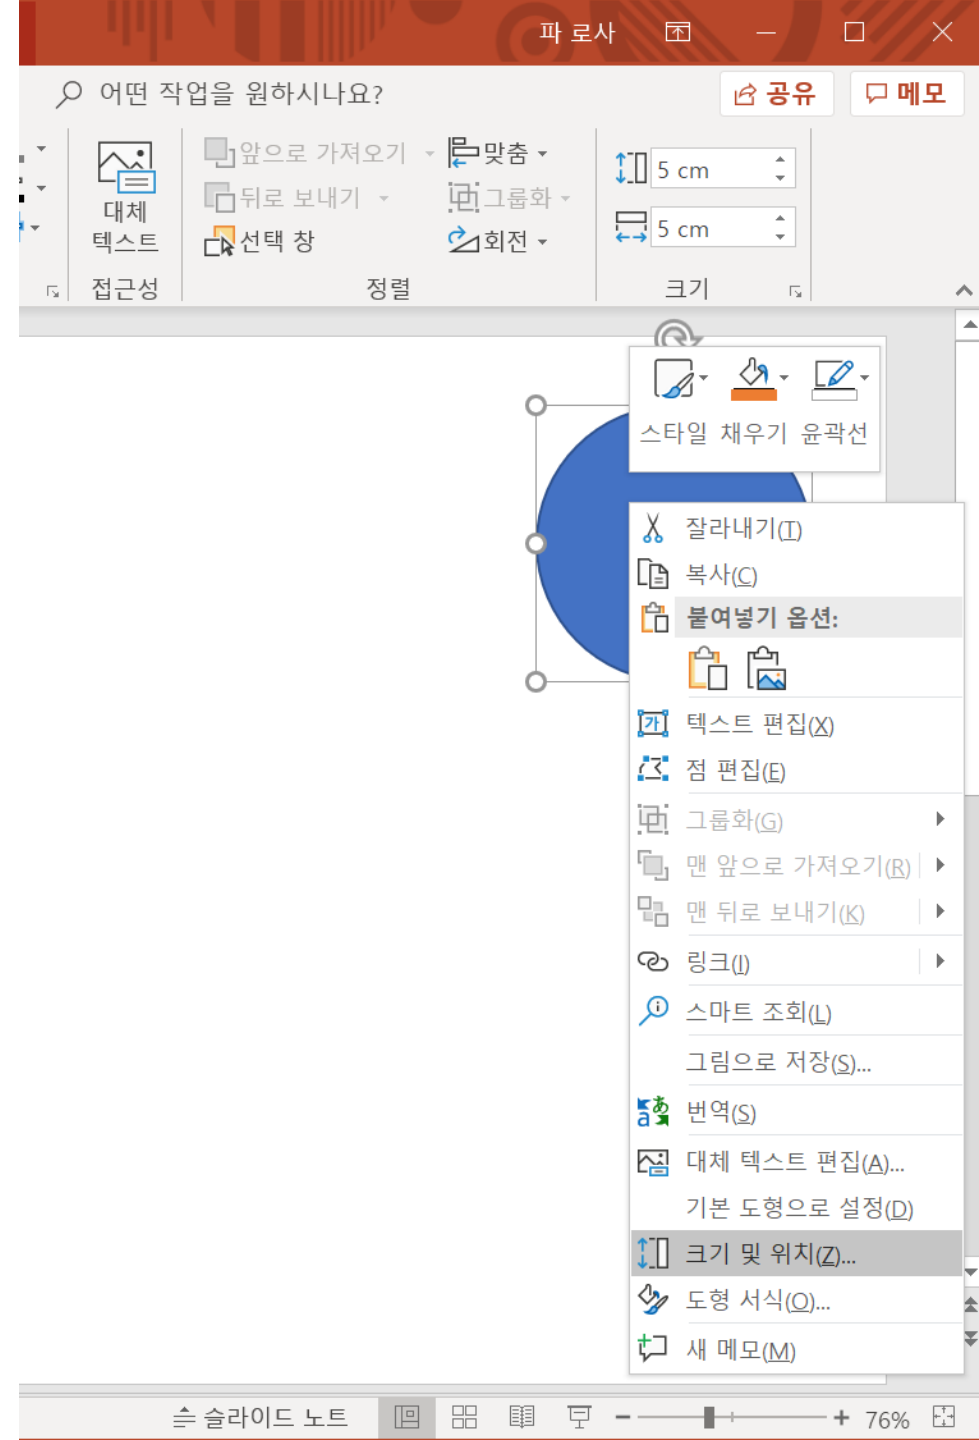 파 로사
어떤 작업을 원하시나요?
공유
메모
대체
텍스트
앞으로 가져오기
뒤로 보내기
선택 창
맞춤
그룹화
회전
5 cm
5 cm
접근성
정렬
크기
스타일 채우기 윤곽선
잘라내기(T)
복사(C)
붙여넣기 옵션:
가 텍스트 편집(X)
점 편집(E)
그룹화(G)
맨 앞으로 가져오기(R)
맨 뒤로 보내기(K)
링크(I)
스마트 조회(L)
그림으로 저장(S)...
번역(S)
대체 텍스트 편집(A)...
기본 도형으로 설정(D)
크기 및 위치(Z)...
도형 서식(O)...
새 메모(M)
슬라이드 노트
76%